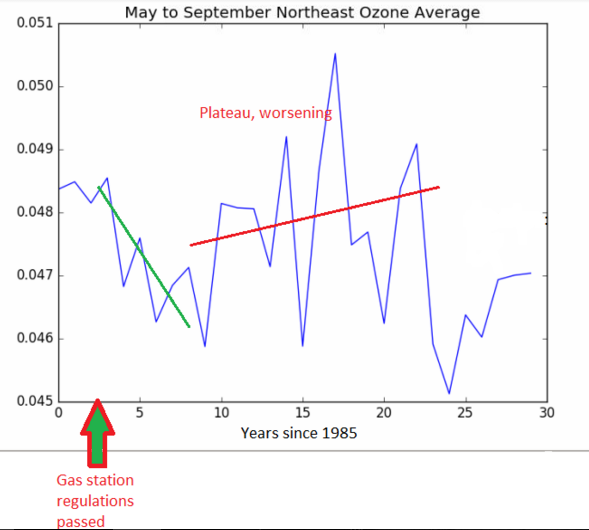 May to September Northeast Ozone Average
0.051
0.050
Plateau, worsening
0.049
0.048
0.047
0.046
0.045
0 5 10 15 20 25 30
Years since 1985
Gas station
regulations
passed